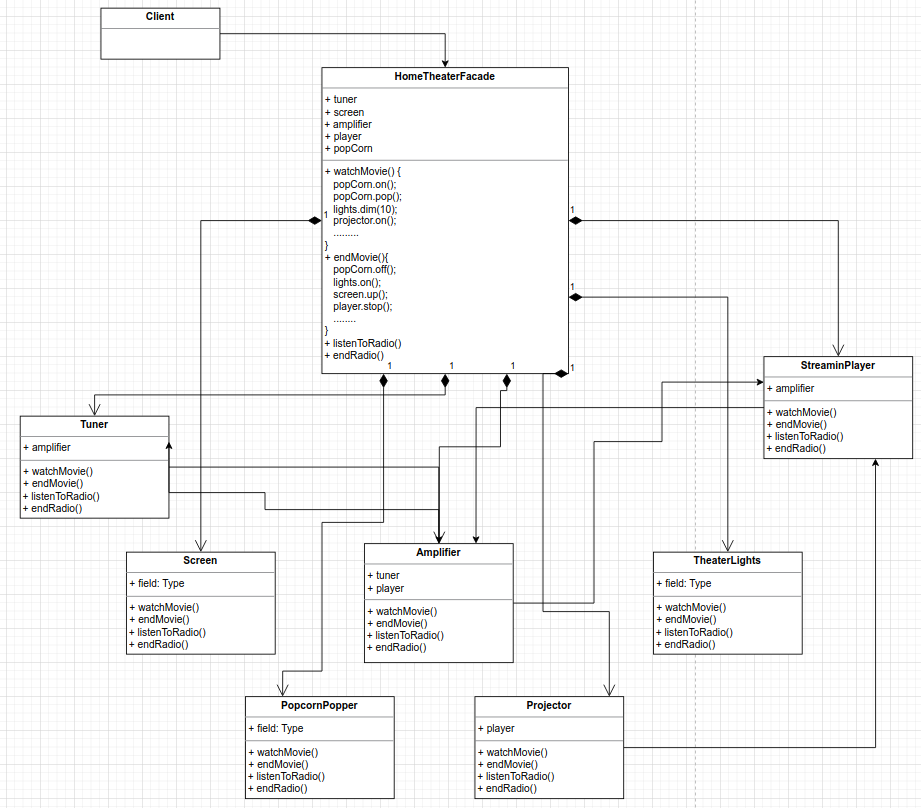 Client
HomeTheaterFacade
+ tuner
+ screen
+ amplifier
+ player
+ popCorn
+ watchMovie() {
popCorn.on();
popCorn.pop();
lights.dim(10);
projector.on();
.........
}
+ endMovie(){
popCorn.off();
lights.on();
screen.up();
player.stop();
........
}
+ listenToRadio()
+ endRadio()
1
1
1
1
1
1
1
StreaminPlayer
+ amplifier
+ watchMovie()
+ endMovie()
+ listenToRadio()
+ endRadio()
Tuner
+ amplifier
+ watchMovie()
+ endMovie()
+ listenToRadio()
+ endRadio()
Screen
+ field: Type
+ watchMovie()
+ endMovie()
+ listenToRadio()
+ endRadio()
Amplifier
+ tuner
+ player
+ watchMovie()
+ endMovie()
+ listenToRadio()
+ endRadio()
TheaterLights
+ field: Type
+ watchMovie()
+ endMovie()
+ listenToRadio()
+ endRadio()
PopcornPopper
+ field: Type
+ watchMovie()
+ endMovie()
+ listenToRadio()
+ endRadio()
Projector
+ player
+ watchMovie()
+ endMovie()
+ listenToRadio()
+ endRadio()